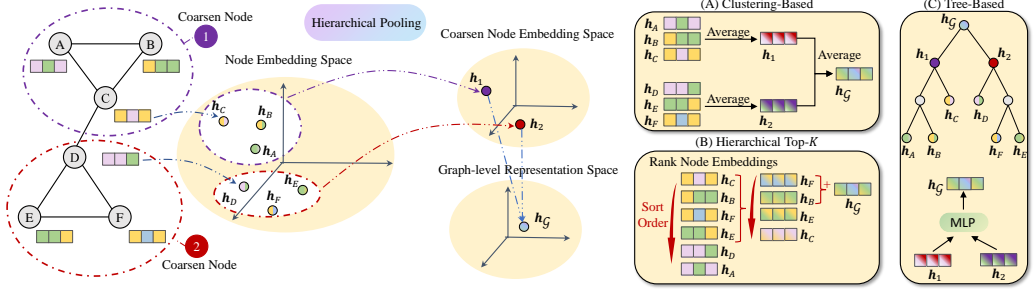 Coarsen Node
1
A
B
C
D
E
F
2
Coarsen Node
Hierarchical Pooling
Node Embedding Space
h_C
h_B
h_A
h_D
h_E
h_F
Coarsen Node Embedding Space
h_1
h_2
Graph-level Representation Space
h_G
(A) Clustering-Based
h_A
h_B
h_C
Average
h_1
Average
h_G
h_D
h_E
h_F
Average
h_2
(B) Hierarchical Top-K
Rank Node Embeddings
Sort
Order
h_C
h_B
h_F
h_E
h_D
h_A
h_F
h_B
h_E
h_C
+
h_G
(C) Tree-Based
h_G
h_1
h_2
h_C
h_D
h_A
h_B
h_F
h_E
h_G
MLP
h_1
h_2